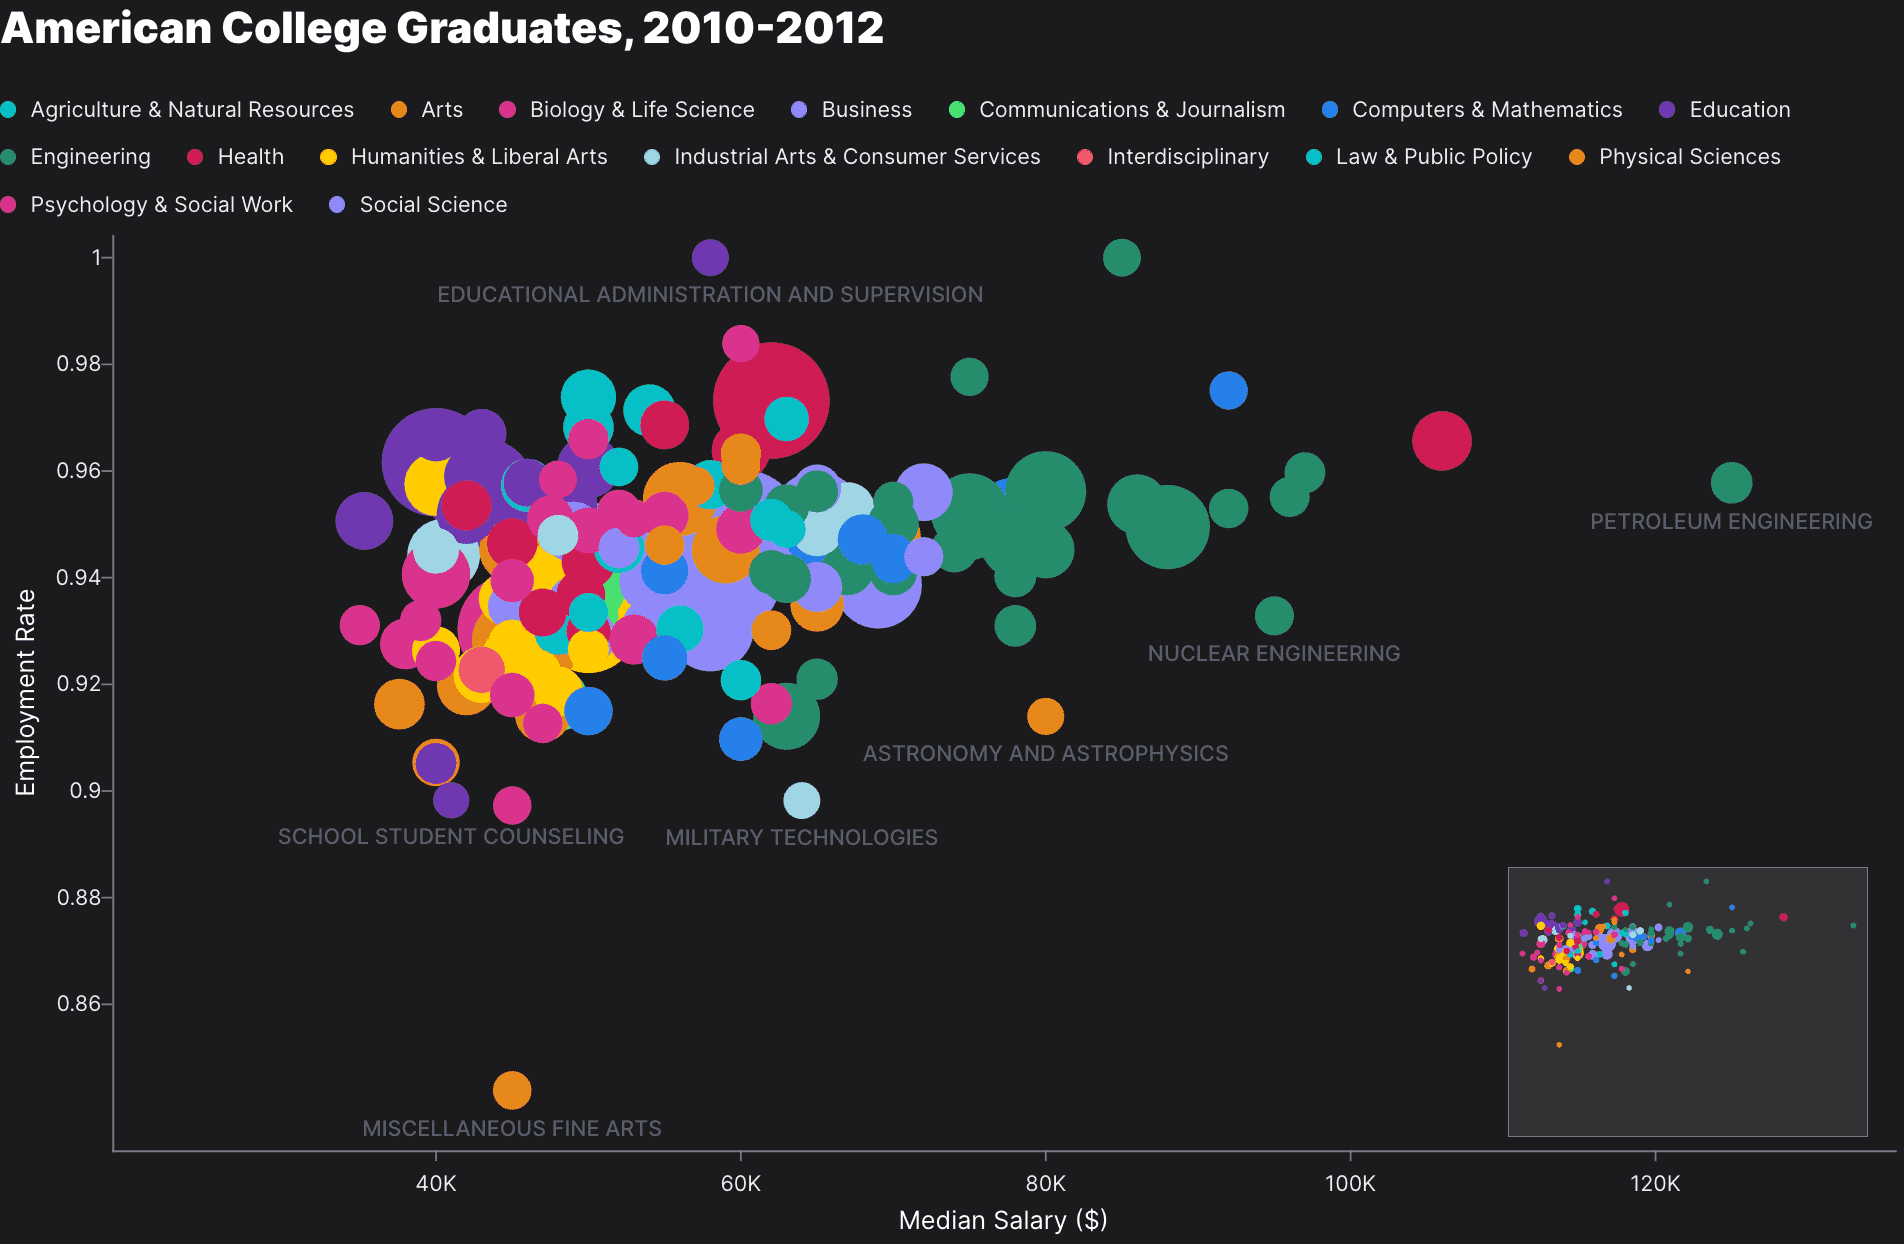 American College Graduates, 2010-2012
Agriculture & Natural Resources Arts Biology & Life Science Business Communications & Journalism Computers & Mathematics Education
Engineering Health Humanities & Liberal Arts Industrial Arts & Consumer Services Interdisciplinary Law & Public Policy Physical Sciences
Psychology & Social Work Social Science
1
EDUCATIONAL ADMINISTRATION AND SUPERVISION
0.98
0.96
PETROLEUM ENGINEERING
0.94
Employment Rate
NUCLEAR ENGINEERING
0.92
ASTRONOMY AND ASTROPHYSICS
0.9
SCHOOL STUDENT COUNSELING MILITARY TECHNOLOGIES
0.88
0.86
MISCELLANEOUS FINE ARTS
40K 60K 80K 100K 120K
Median Salary ($)